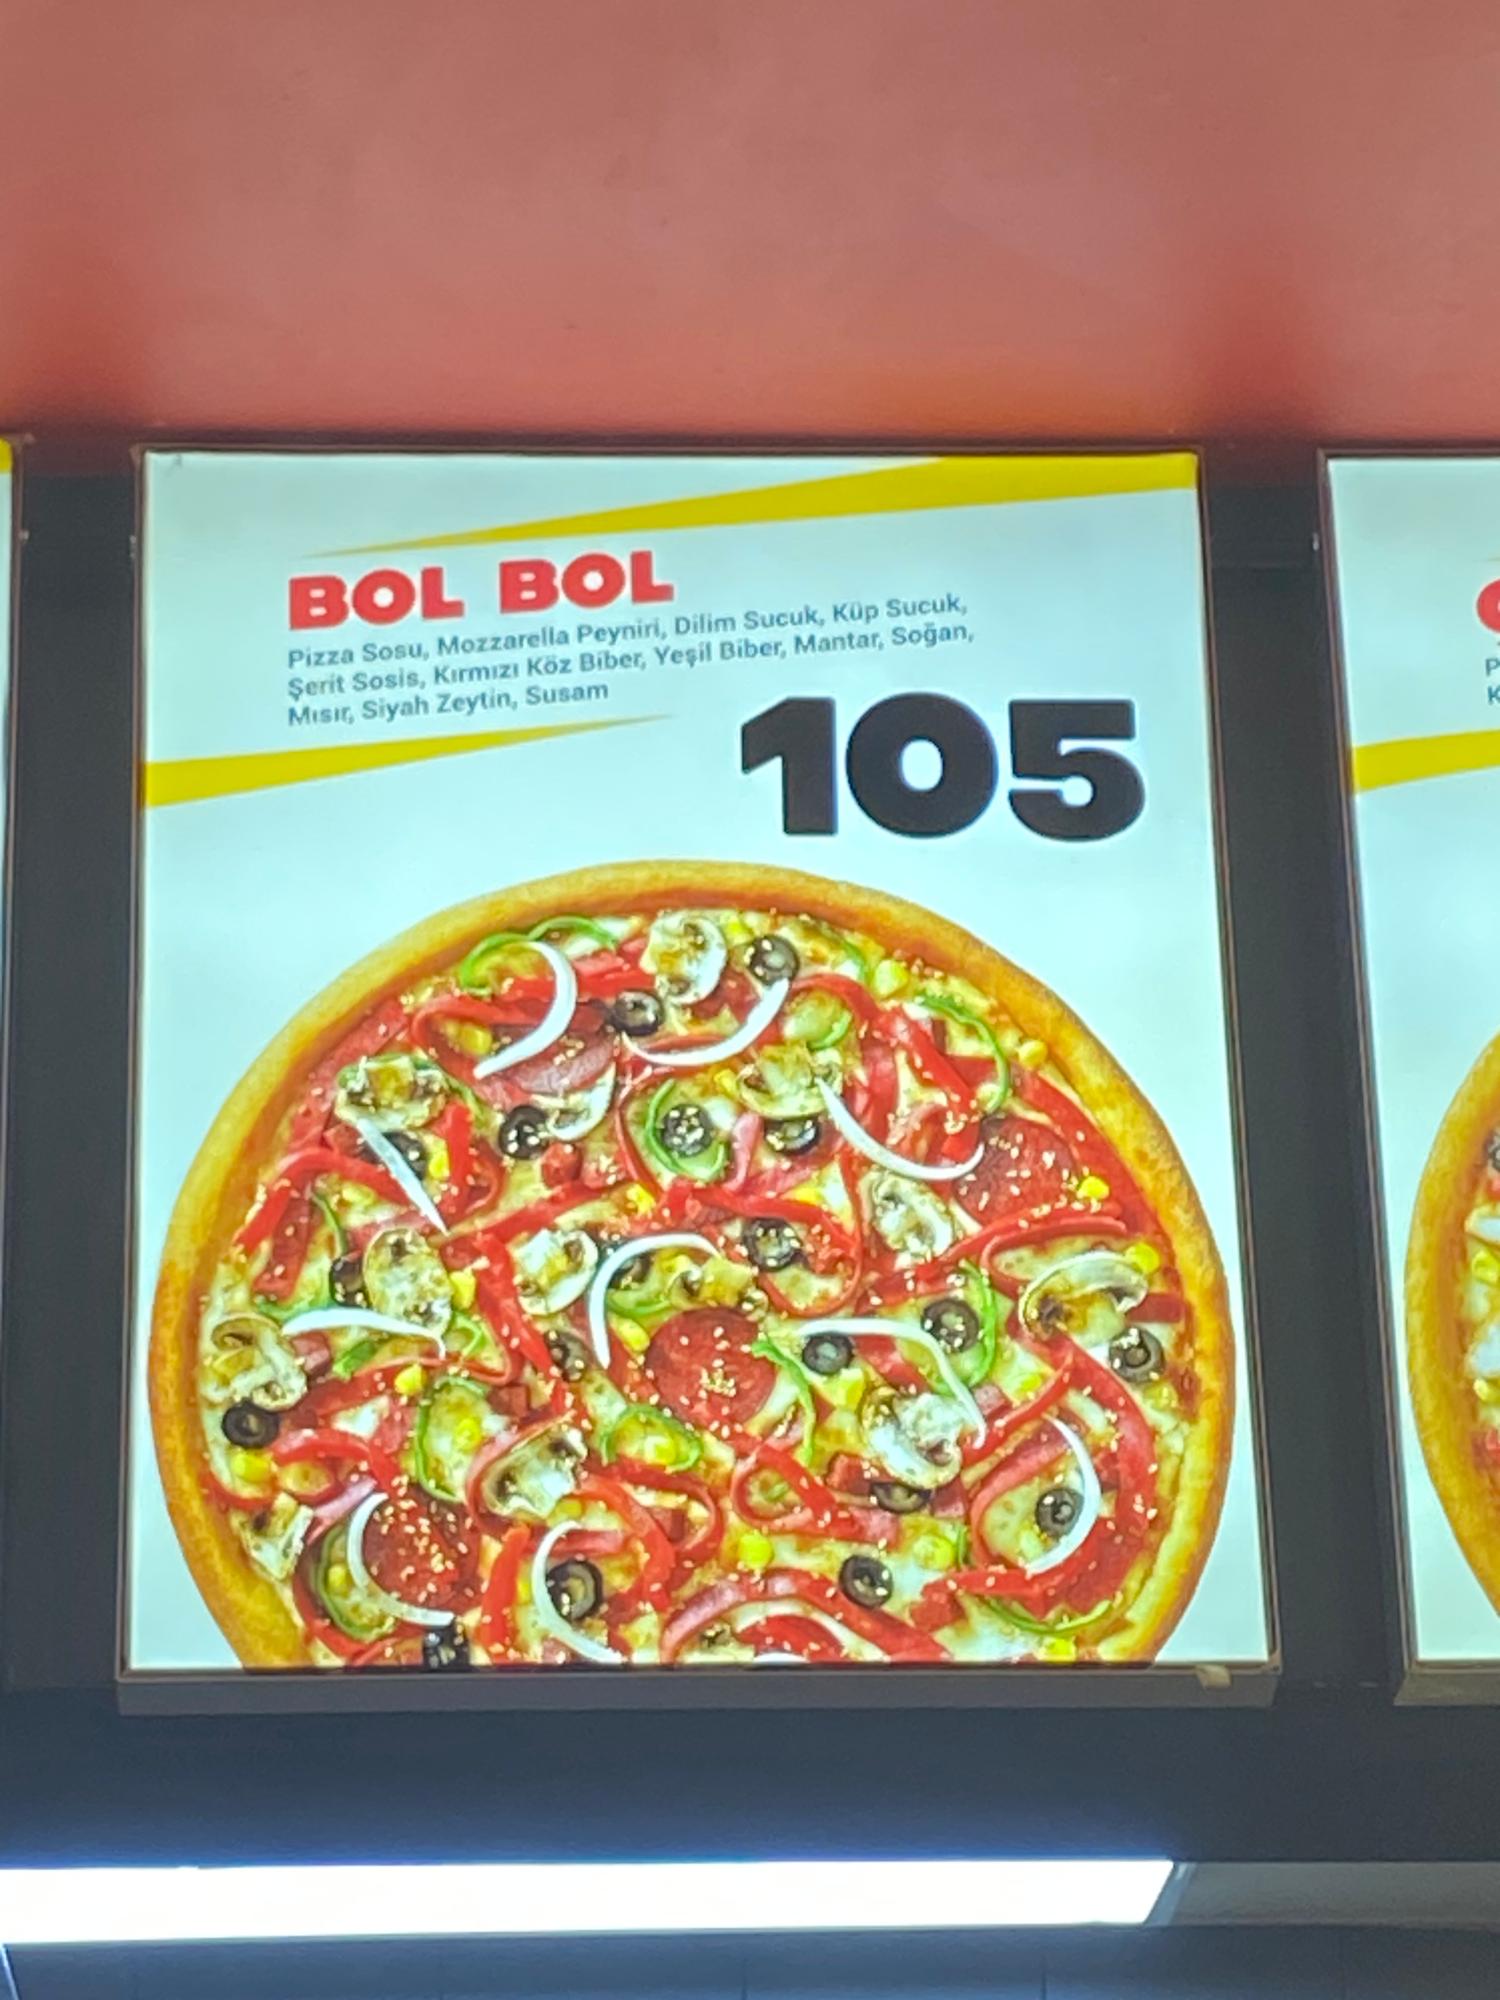 BOL BOL
Pizza Sosu, Mozzarella Peyniri, Dilim Sucuk, Küp Sucuk,
Şerit Sosis, Kırmızı Köz Biber, Yeşil Biber, Mantar, Soğan,
Mısır, Siyah Zeytin, Susam
105